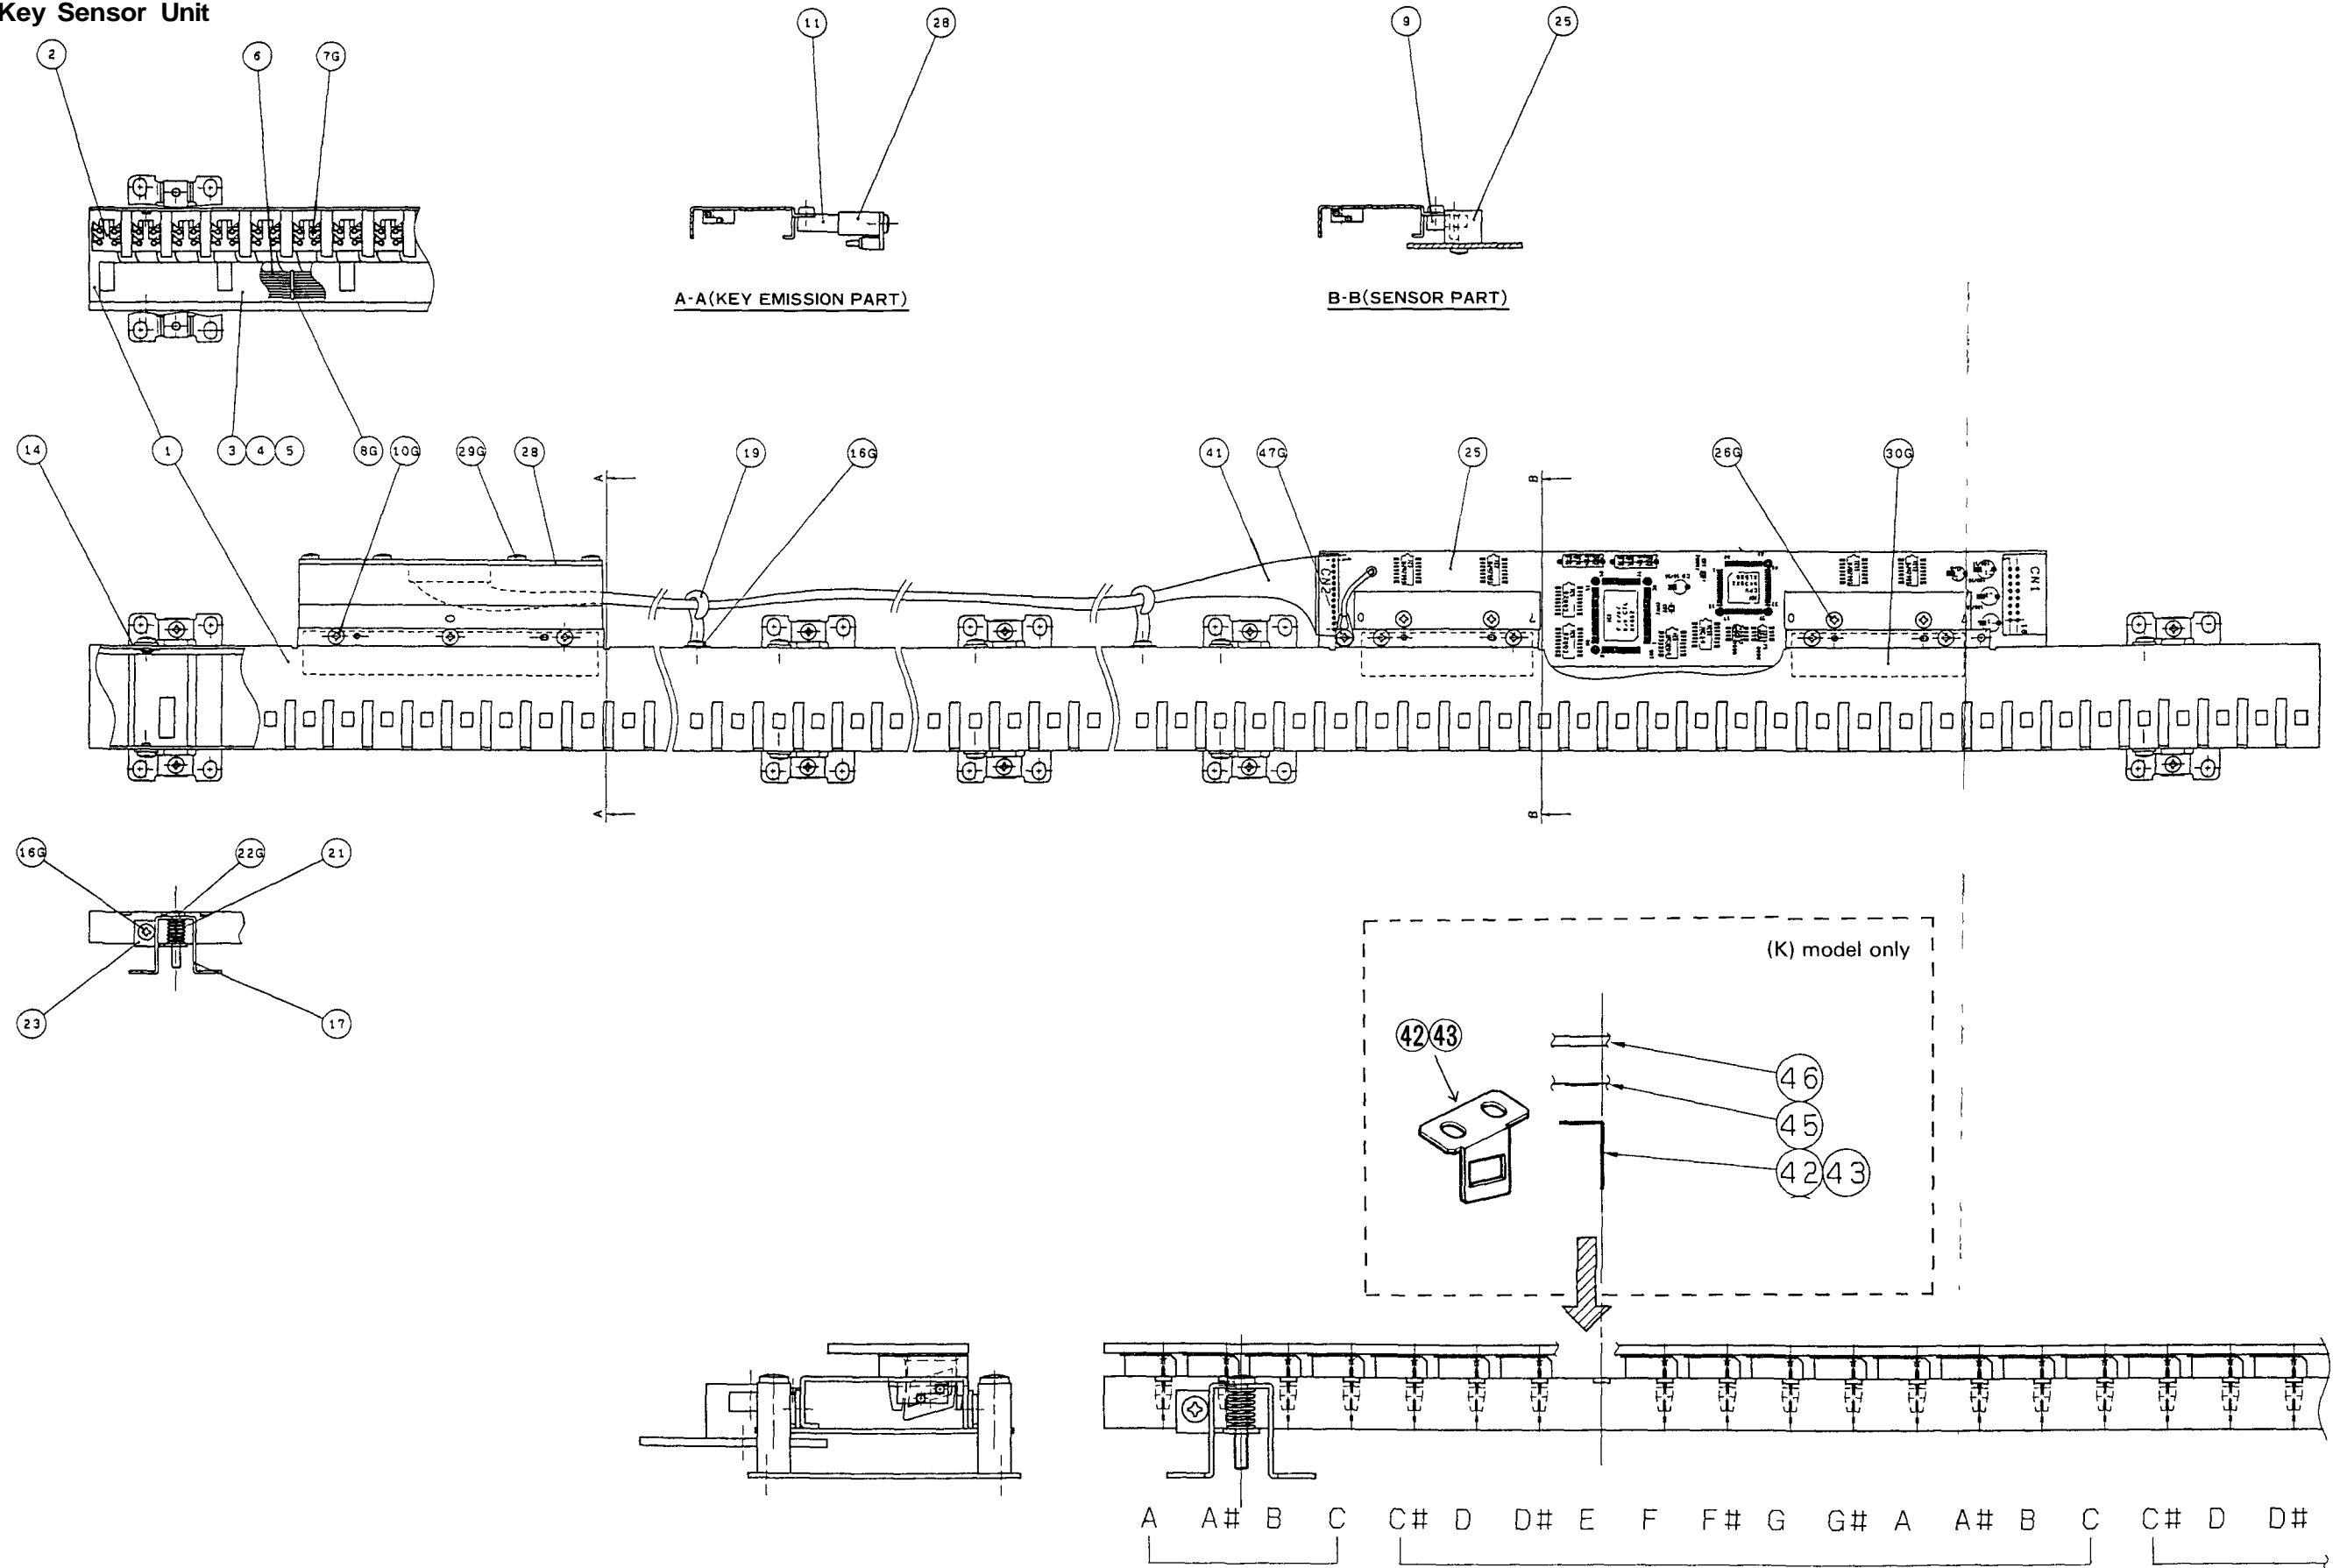 Key Sensor Unit
2 6 7G 11 28 9 25
A-A(KEY EMISSION PART)
B-B(SENSOR PART)
14 1 3 4 5 8G 10G 29G 28 19 16G 41 47G 25 26G 30G
A B
CN2 CN1
A B
16G 22G 21
23 17
(K) model only
42 43
46
45
42 43
A A# B C C# D D# E F F# G G# A A# B C C# D D#